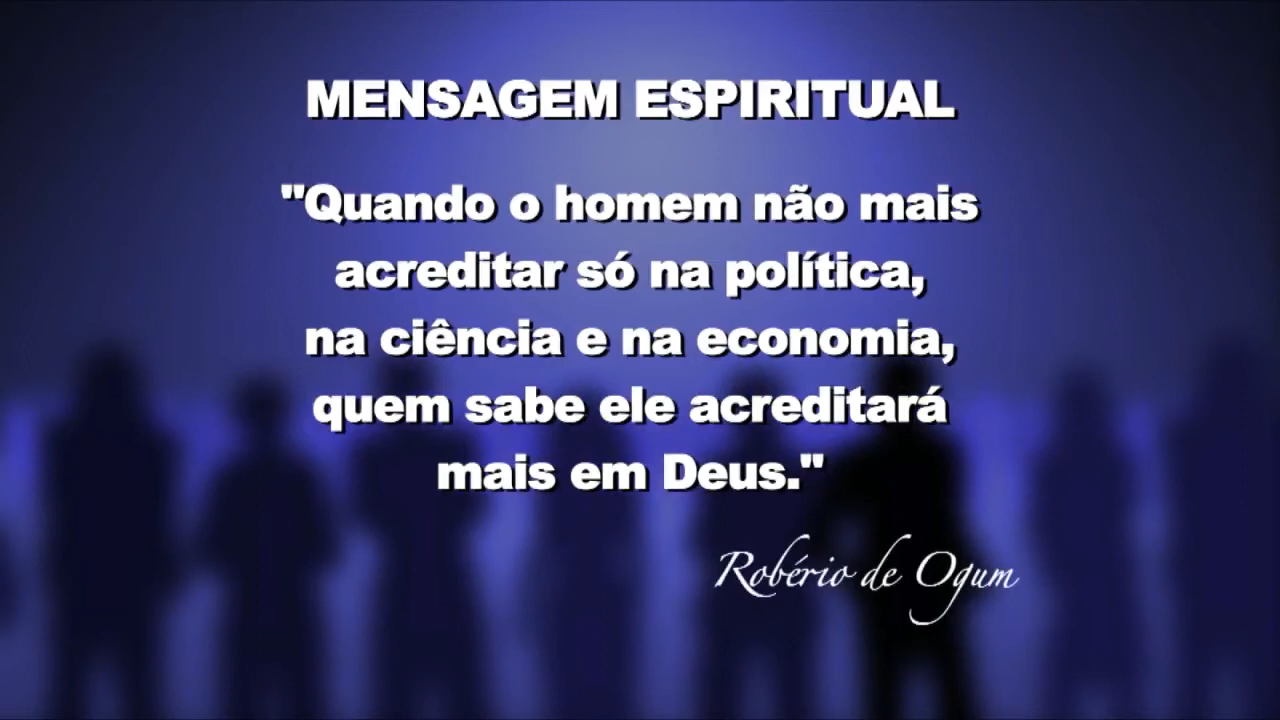 MENSAGEM ESPIRITUAL
"Quando o homem não mais
acreditar só na política,
na ciência e na economia,
quem sabe ele acreditará
mais em Deus."
Robério de Ogum